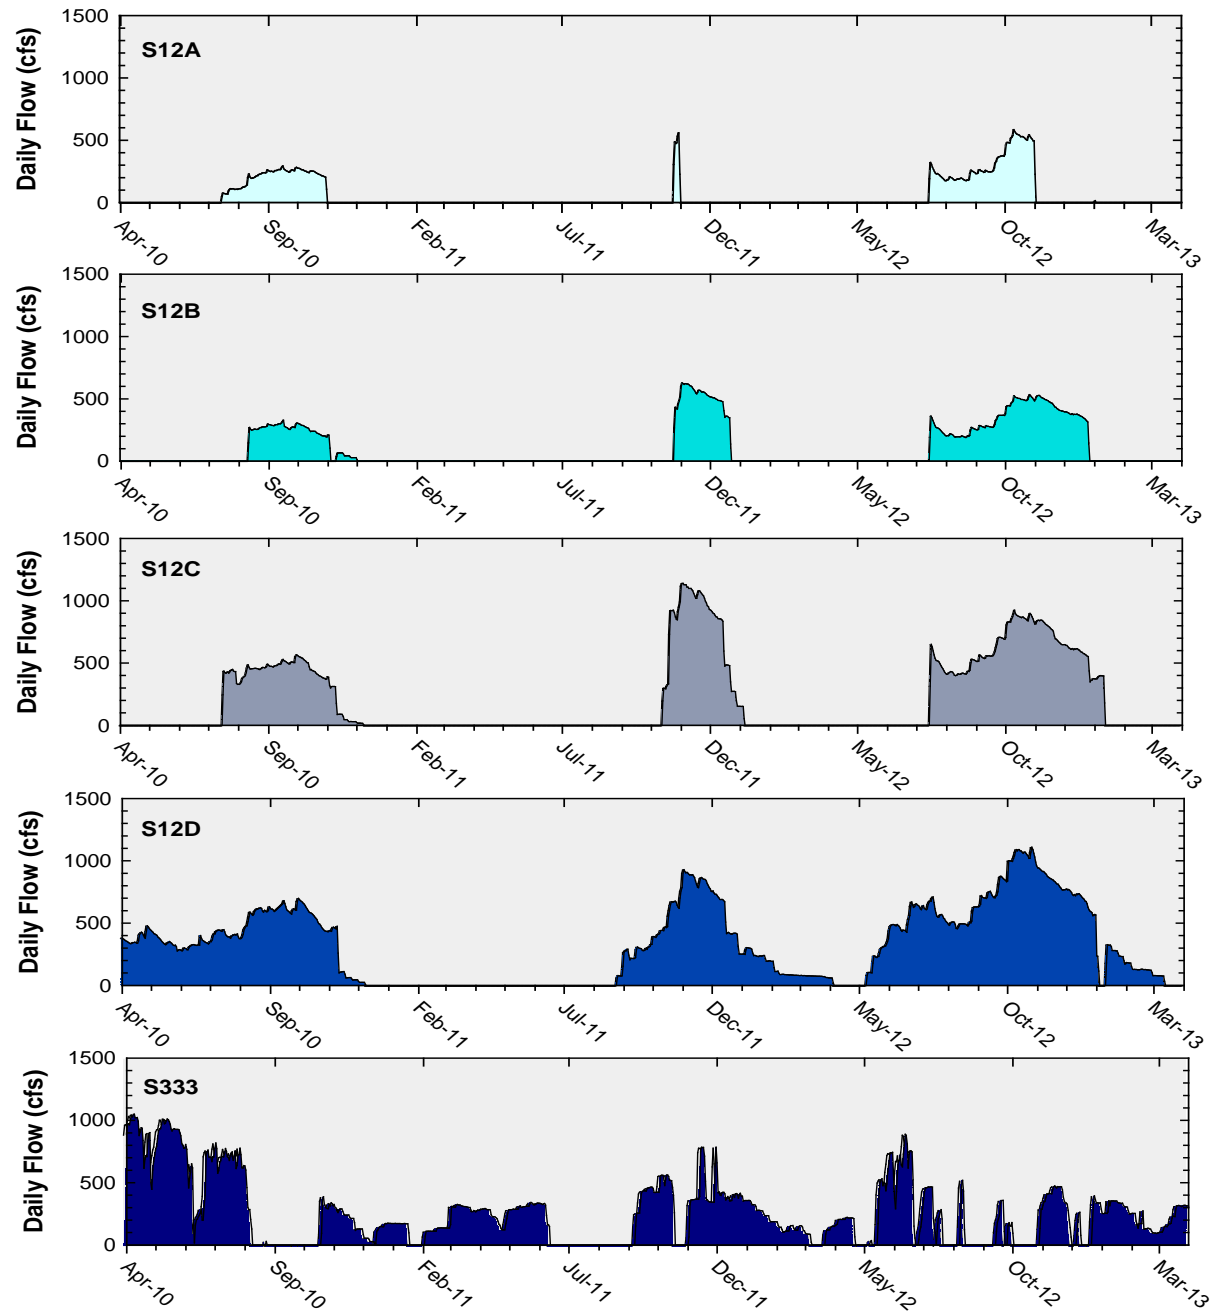 1500
S12A
1000
500
0
Daily Flow (cfs)
Apr-10 Sep-10 Feb-11 Jul-11 Dec-11 May-12 Oct-12 Mar-13
1500
S12B
1000
500
0
Daily Flow (cfs)
Apr-10 Sep-10 Feb-11 Jul-11 Dec-11 May-12 Oct-12 Mar-13
1500
S12C
1000
500
0
Daily Flow (cfs)
Apr-10 Sep-10 Feb-11 Jul-11 Dec-11 May-12 Oct-12 Mar-13
1500
S12D
1000
500
0
Daily Flow (cfs)
Apr-10 Sep-10 Feb-11 Jul-11 Dec-11 May-12 Oct-12 Mar-13
1500
S333
1000
500
0
Daily Flow (cfs)
Apr-10 Sep-10 Feb-11 Jul-11 Dec-11 May-12 Oct-12 Mar-13